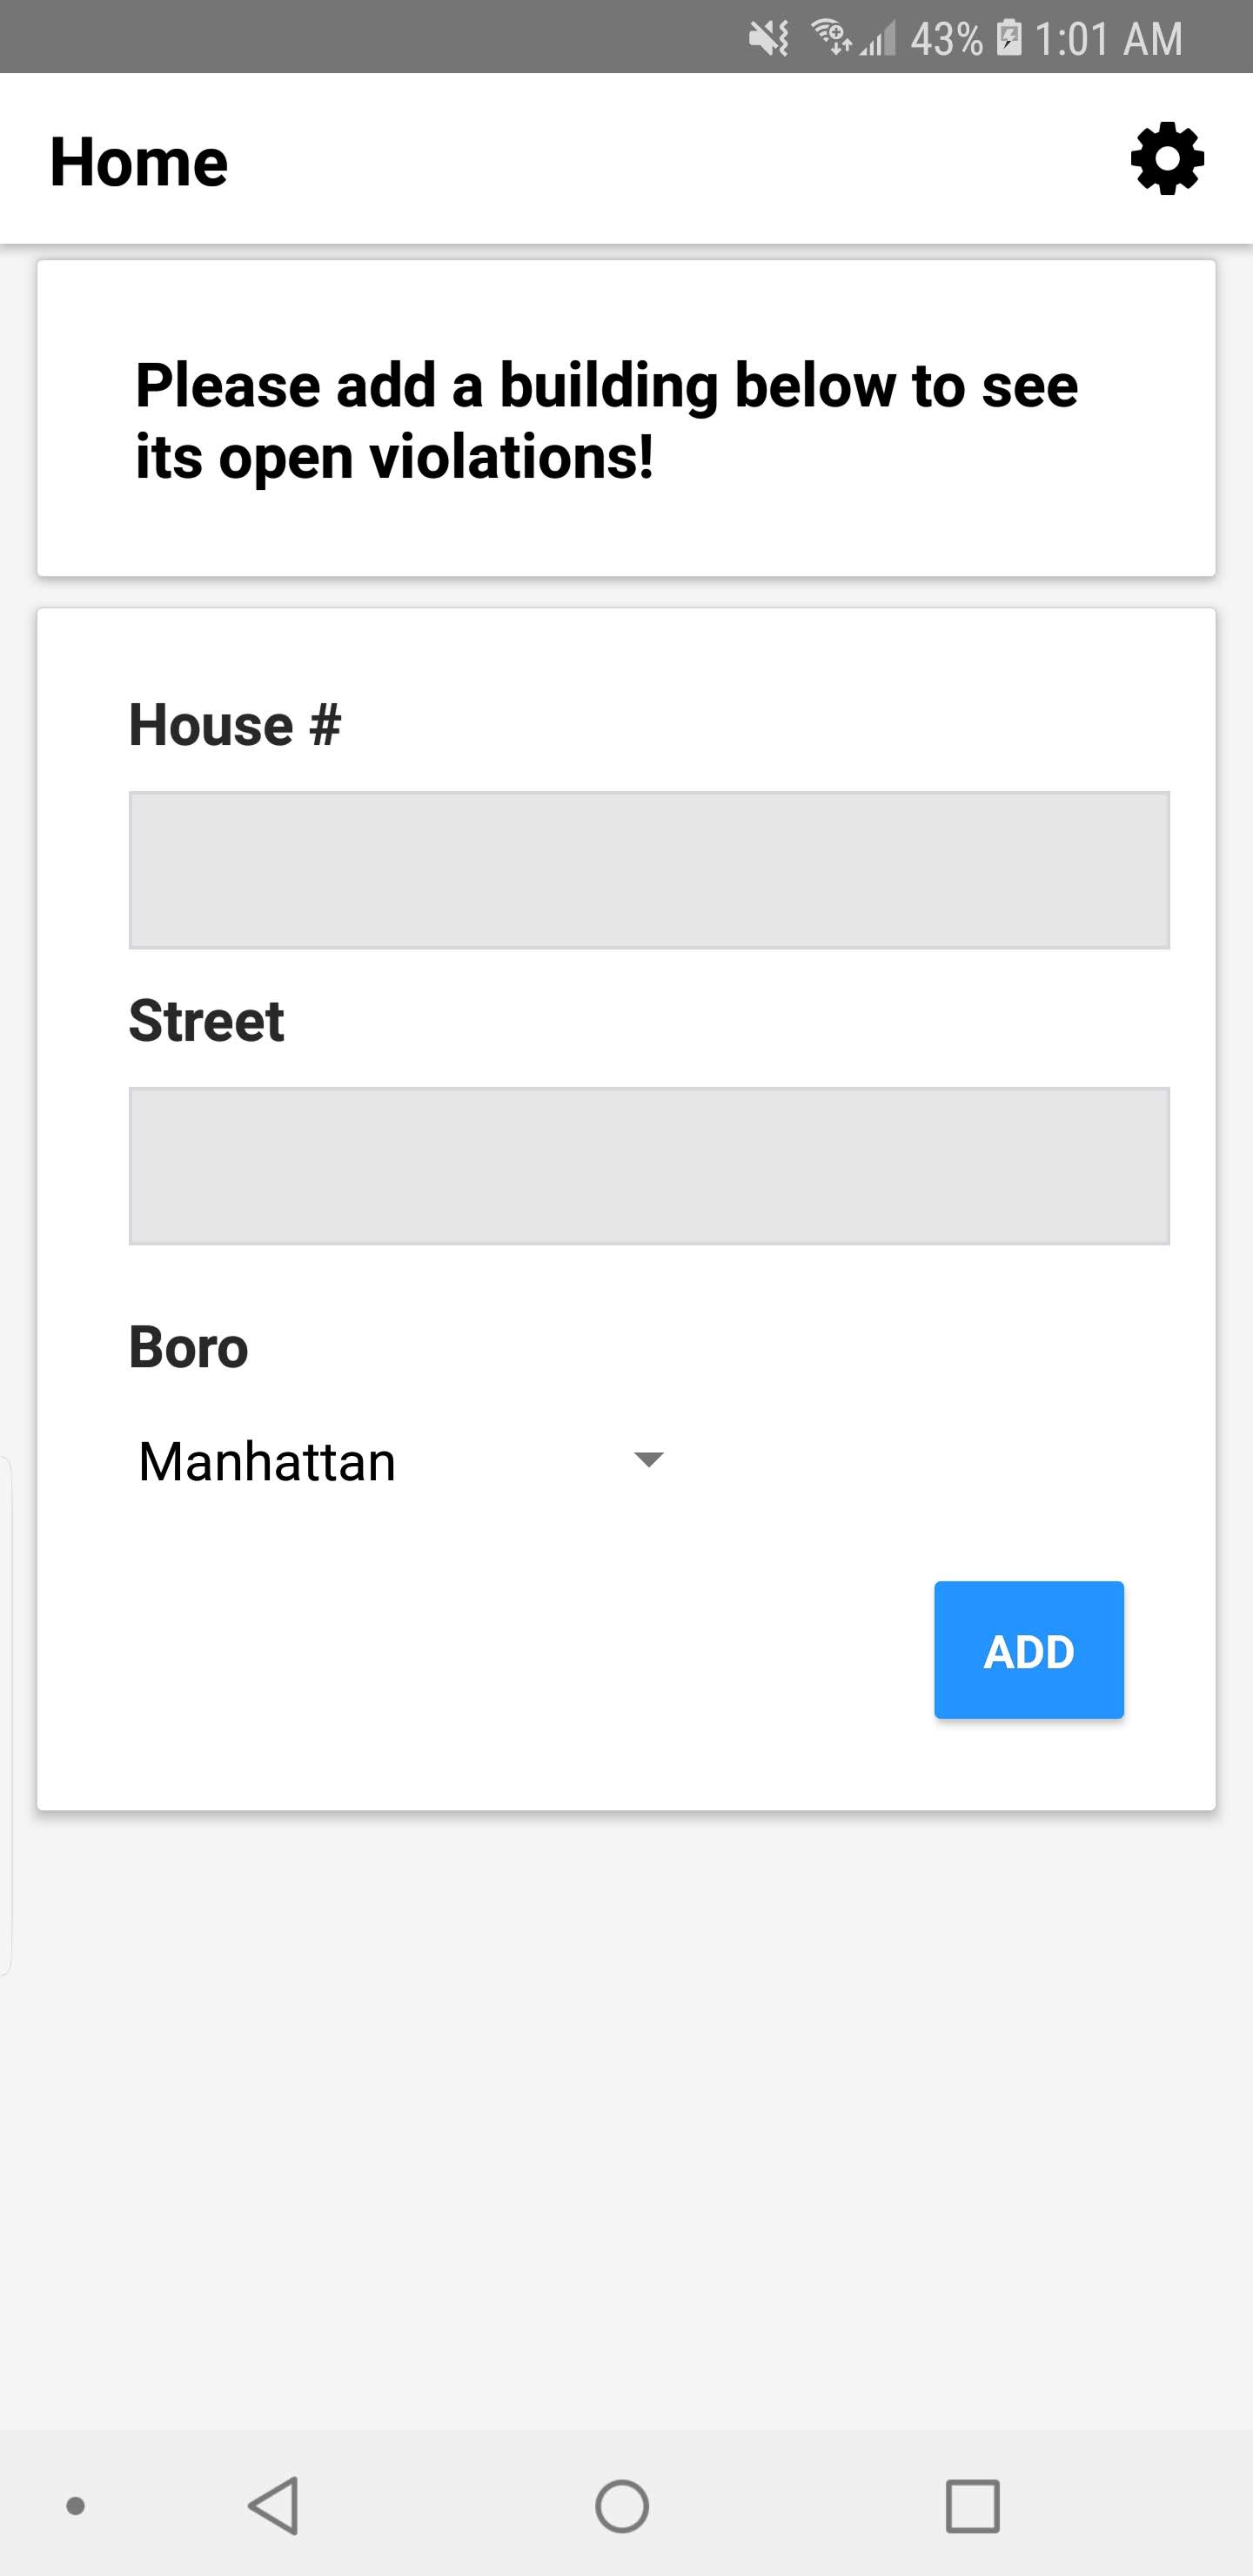 43% 1:01 AM
Home
Please add a building below to see
its open violations!
House #
Street
Boro
Manhattan
ADD